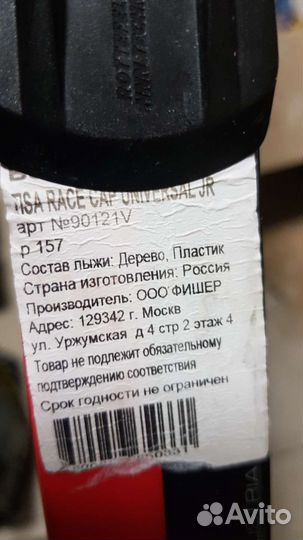 ROTTEFELLA
TISA RACE CAP UNIVERSAL JR
арт №90121V
р 157
Состав лыжи: Дерево, Пластик
Страна изготовления: Россия
Производитель: ООО ФИШЕР
Адрес: 129342 г. Москв
ул. Уржумская д 4 стр 2 этаж 4
Товар не подлежит обязательному
подтверждению соответствия
Срок годности не ограничен
Avito